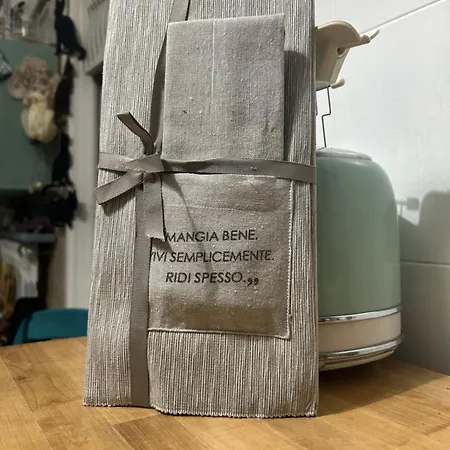 MANGIA BENE.
VIVI SEMPLICEMENTE.
RIDI SPESSO.,,